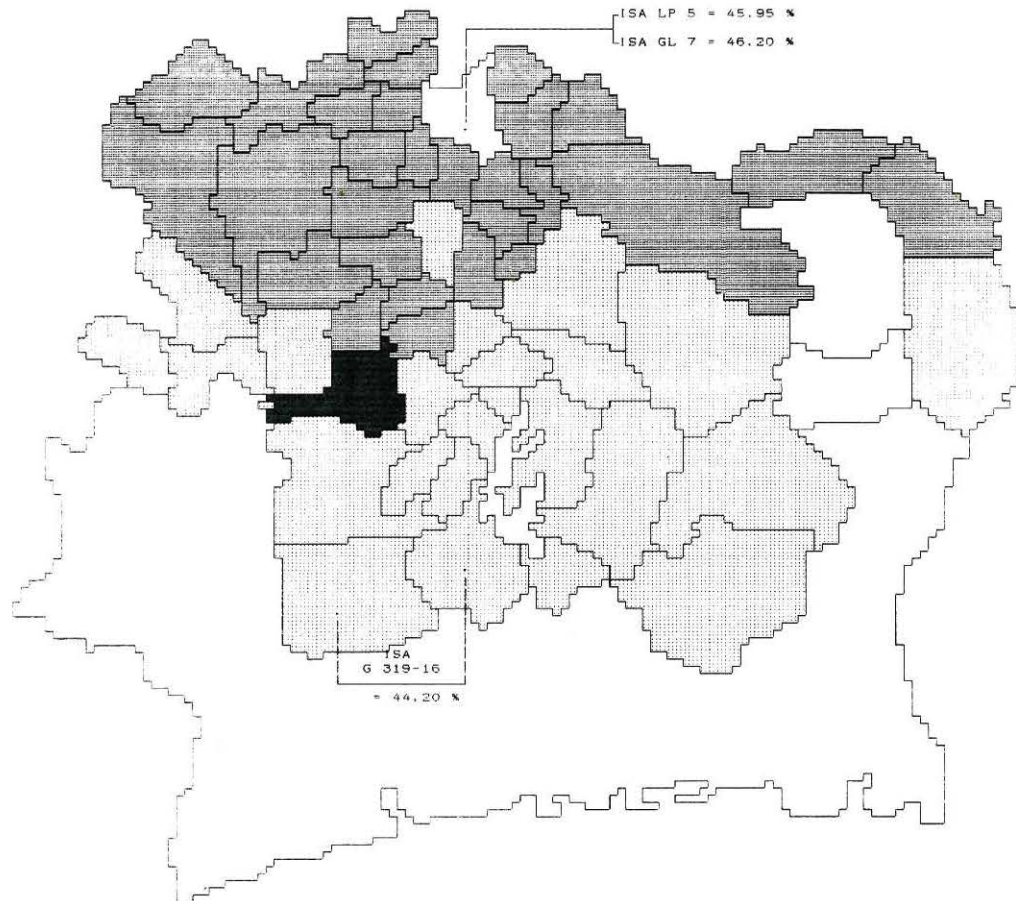 ISA LP 5 = 45.95 %
ISA GL 7 = 46.20 %
ISA
G 319-16
= 44.20 %